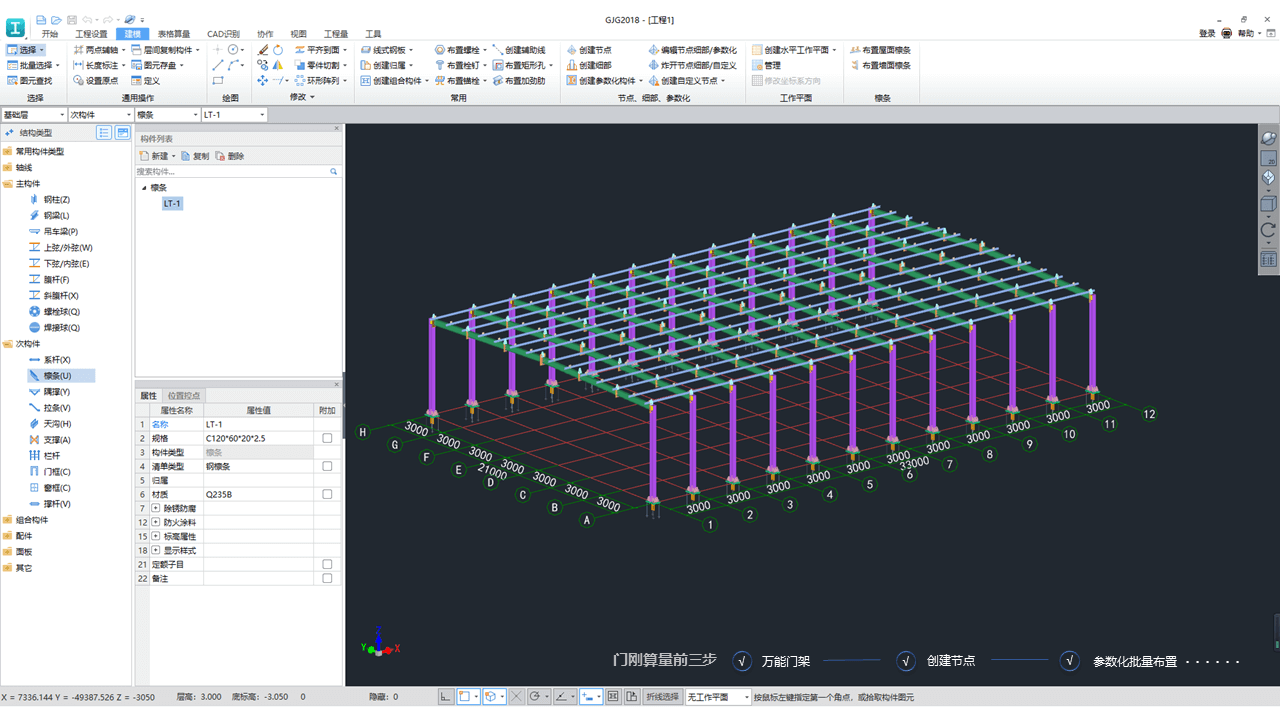 GJG2018 - [工程1]
开始 工程设置 建模 表格算量 CAD识别 协作 视图 工程量 工具
登录 帮助
选择 两点辅轴 层间复制构件 平齐到面 线式钢板 布置螺栓 创建辅助线 创建节点 编辑节点细部/参数化 创建水平工作平面 布置屋面檩条
批量选择 长度标注 图元存盘 零件切割 创建归属 布置栓钉 布置矩形孔 创建细部 炸开节点细部/自定义 管理 布置墙面檩条
图元查找 设置原点 定义 环形阵列 创建组合构件 布置锚栓 布置加劲肋 创建参数化构件 创建自定义节点 修改坐标系方向
选择 通用操作 绘图 修改 常用 节点、细部、参数化 工作平面 檩条
基础层 次构件 檩条 LT-1
结构类型
常用构件类型
轴线
主构件
钢柱(Z)
钢梁(L)
吊车梁(P)
上弦/外弦(W)
下弦/内弦(E)
腹杆(F)
斜腹杆(X)
螺栓球(Q)
焊接球(Q)
次构件
系杆(X)
檩条(U)
隅撑(Y)
拉条(V)
天沟(H)
支撑(A)
栏杆
门框(C)
窗框(C)
撑杆(V)
组合构件
配件
面板
其它
构件列表
新建 复制 删除
搜索构件...
檩条
LT-1
属性 位置控点
属性名称 属性值 附加
1 名称 LT-1
2 规格 C120*60*20*2.5
3 构件类型 檩条
4 清单类型 钢檩条
5 归属
6 材质 Q235B
7 + 除锈防腐
12 + 防火涂料
15 + 标高属性
18 + 显示样式
21 定额子目
22 备注
H G F E D C B A
3000 3000 3000 3000 3000 3000 3000
21000
1 2 3 4 5 6 7 8 9 10 11 12
3000 3000 3000 3000 3000 3000 3000 3000 3000 3000 3000
33000
Z
Y X
门刚算量前三步 √ 万能门架 √ 创建节点 √ 参数化批量布置 · · · · · ·
X = 7336.144 Y = -49387.526 Z = -3050 层高: 3.000 底标高: -3.050 0 隐藏: 0 折线选择 无工作平面 按鼠标左键指定第一个角点，或拾取构件图元